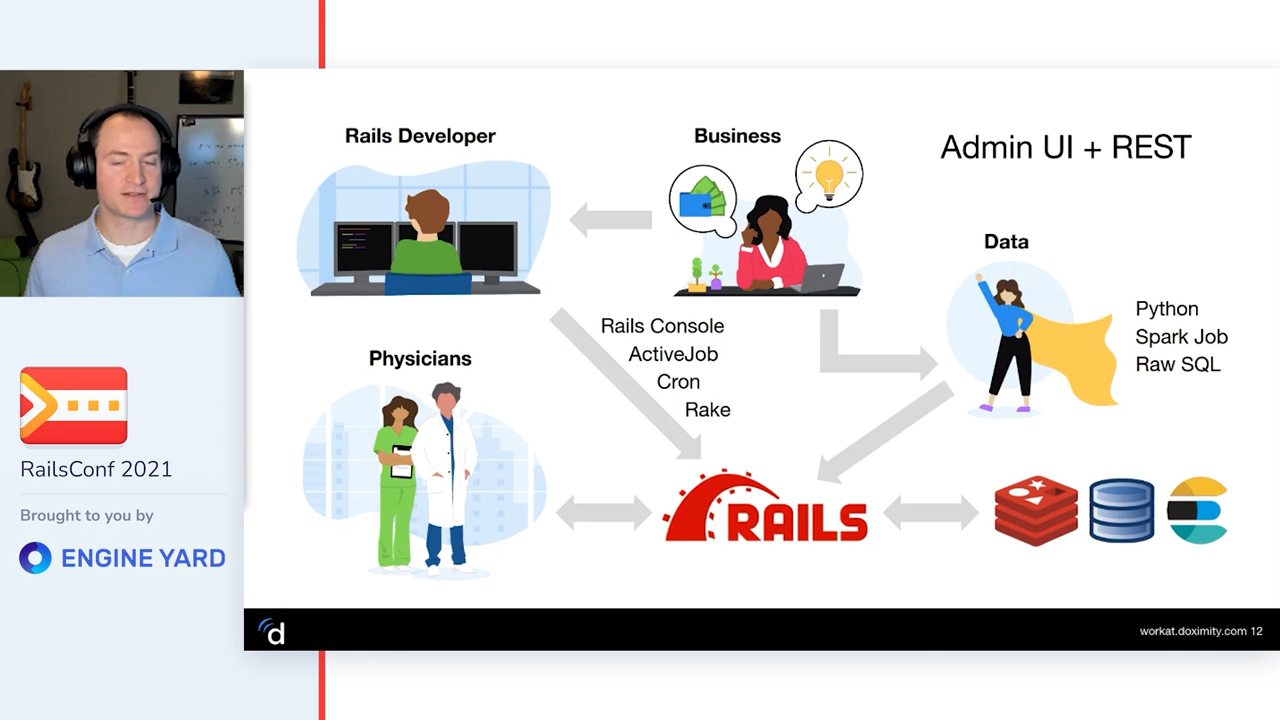 Rails Developer
Business
Admin UI + REST
Data
Python
Spark Job
Raw SQL
Rails Console
ActiveJob
Cron
Rake
Physicians
RAILS
RailsConf 2021
Brought to you by
ENGINE YARD
d
workat.doximity.com 12